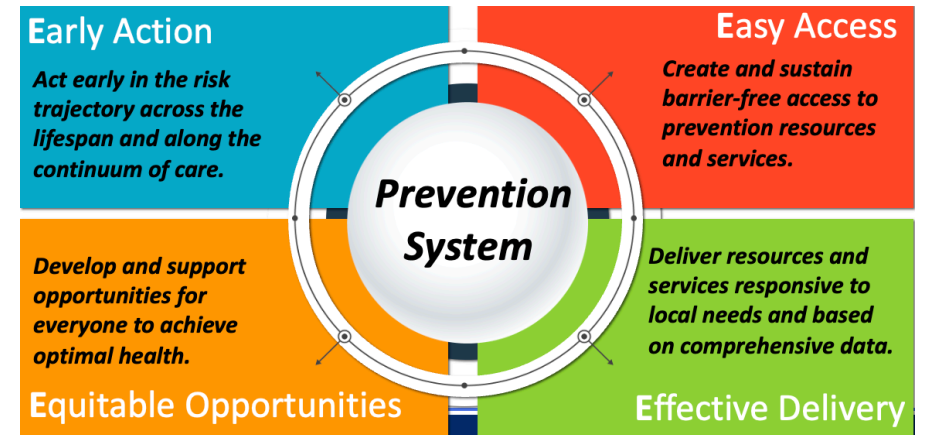 Early Action
Act early in the risk
trajectory across the
lifespan and along the
continuum of care.
Easy Access
Create and sustain
barrier-free access to
prevention resources
and services.
Prevention
System
Develop and support
opportunities for
everyone to achieve
optimal health.
Equitable Opportunities
Deliver resources and
services responsive to
local needs and based
on comprehensive data.
Effective Delivery